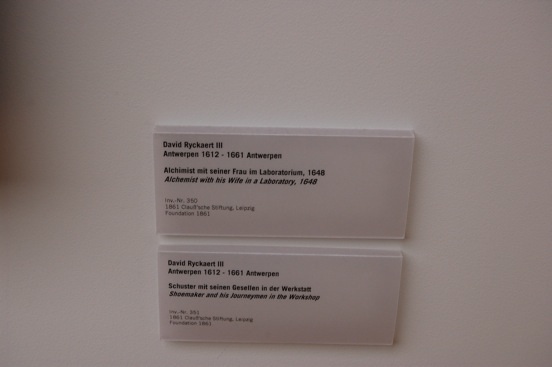 David Ryckaert III
Antwerpen 1612 - 1661 Antwerpen
Alchimist mit seiner Frau im Laboratorium, 1648
Alchemist with his Wife in a Laboratory, 1648
Inv.-Nr. 350
1861 Clauß'sche Stiftung, Leipzig
Foundation 1861
David Ryckaert III
Antwerpen 1612 - 1661 Antwerpen
Schuster mit seinen Gesellen in der Werkstatt
Shoemaker and his Journeymen in the Workshop
Inv.-Nr. 351
1861 Clauß'sche Stiftung, Leipzig
Foundation 1861